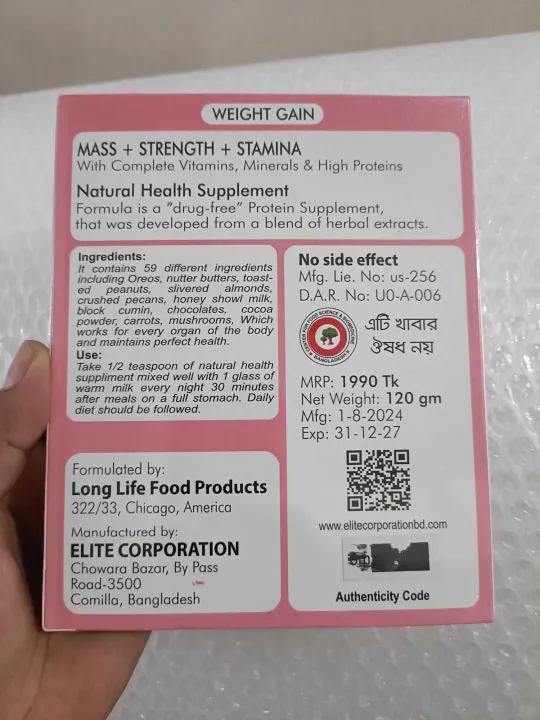 WEIGHT GAIN
MASS + STRENGTH + STAMINA
With Complete Vitamins, Minerals & High Proteins
Natural Health Supplement
Formula is a "drug-free" Protein Supplement,
that was developed from a blend of herbal extracts.
Ingredients:
It contains 59 different ingredients
including Oreos, nutter butters, toast-
ed peanuts, slivered almonds,
crushed pecans, honey showl milk,
block cumin, chocolates, cocoa
powder, carrots, mushrooms, Which
works for every organ of the body
and maintains perfect health.
Use:
Take 1/2 teaspoon of natural health
suppliment mixed well with 1 glass of
warm milk every night 30 minutes
after meals on a full stomach. Daily
diet should be followed.
No side effect
Mfg. Lie. No: us-256
D.A.R. No: U0-A-006
CENTER FOR FOOD SCIENCE &
BANGLADESH
এটি খাবার
ঔষধ নয়
MRP: 1990 Tk
Net Weight: 120 gm
Mfg: 1-8-2024
Exp: 31-12-27
www.elitecorporationbd.com
Authenticity Code
Formulated by:
Long Life Food Products
322/33, Chicago, America
Manufactured by:
ELITE CORPORATION
Chowara Bazar, By Pass
Road-3500
Comilla, Bangladesh